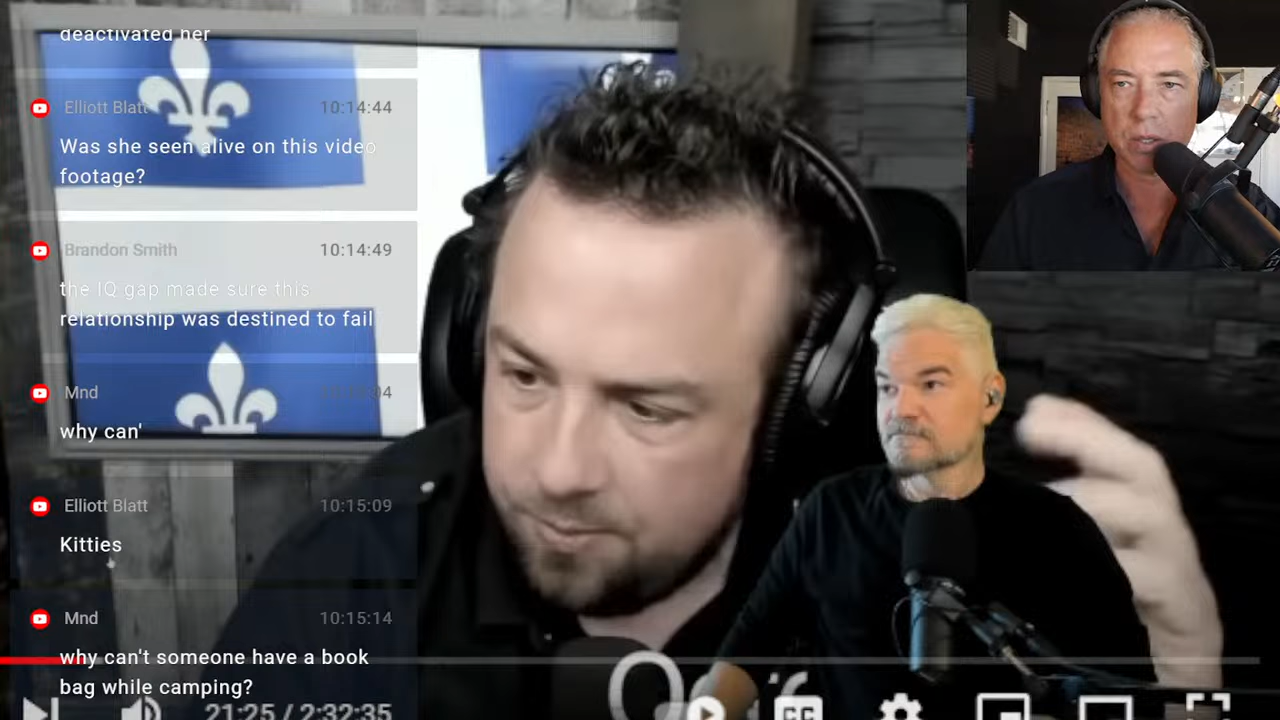 deactivated her
Elliott Blatt 10:14:44
Was she seen alive on this video
footage?
Brandon Smith 10:14:49
the IQ gap made sure this
relationship was destined to fail
Mnd
why can'
Elliott Blatt 10:15:09
Kitties
Mnd 10:15:14
why can't someone have a book
bag while camping?
21:25 / 2:32:35
CC